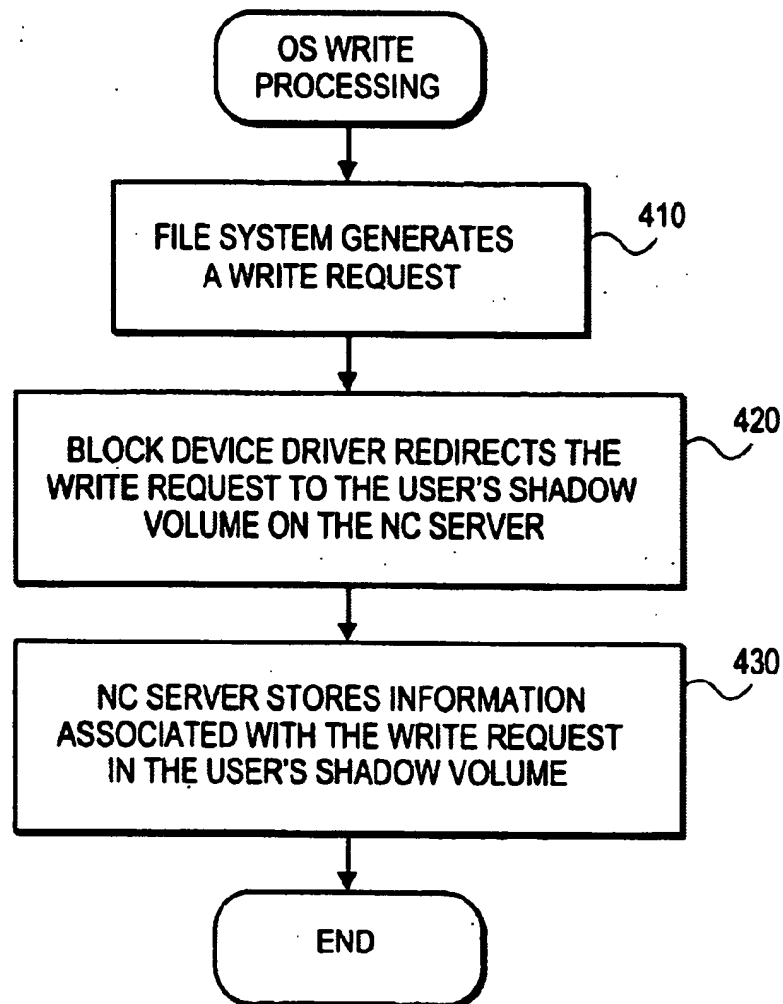 OS WRITE
PROCESSING
410
FILE SYSTEM GENERATES
A WRITE REQUEST
420
BLOCK DEVICE DRIVER REDIRECTS THE
WRITE REQUEST TO THE USER'S SHADOW
VOLUME ON THE NC SERVER
430
NC SERVER STORES INFORMATION
ASSOCIATED WITH THE WRITE REQUEST
IN THE USER'S SHADOW VOLUME
END